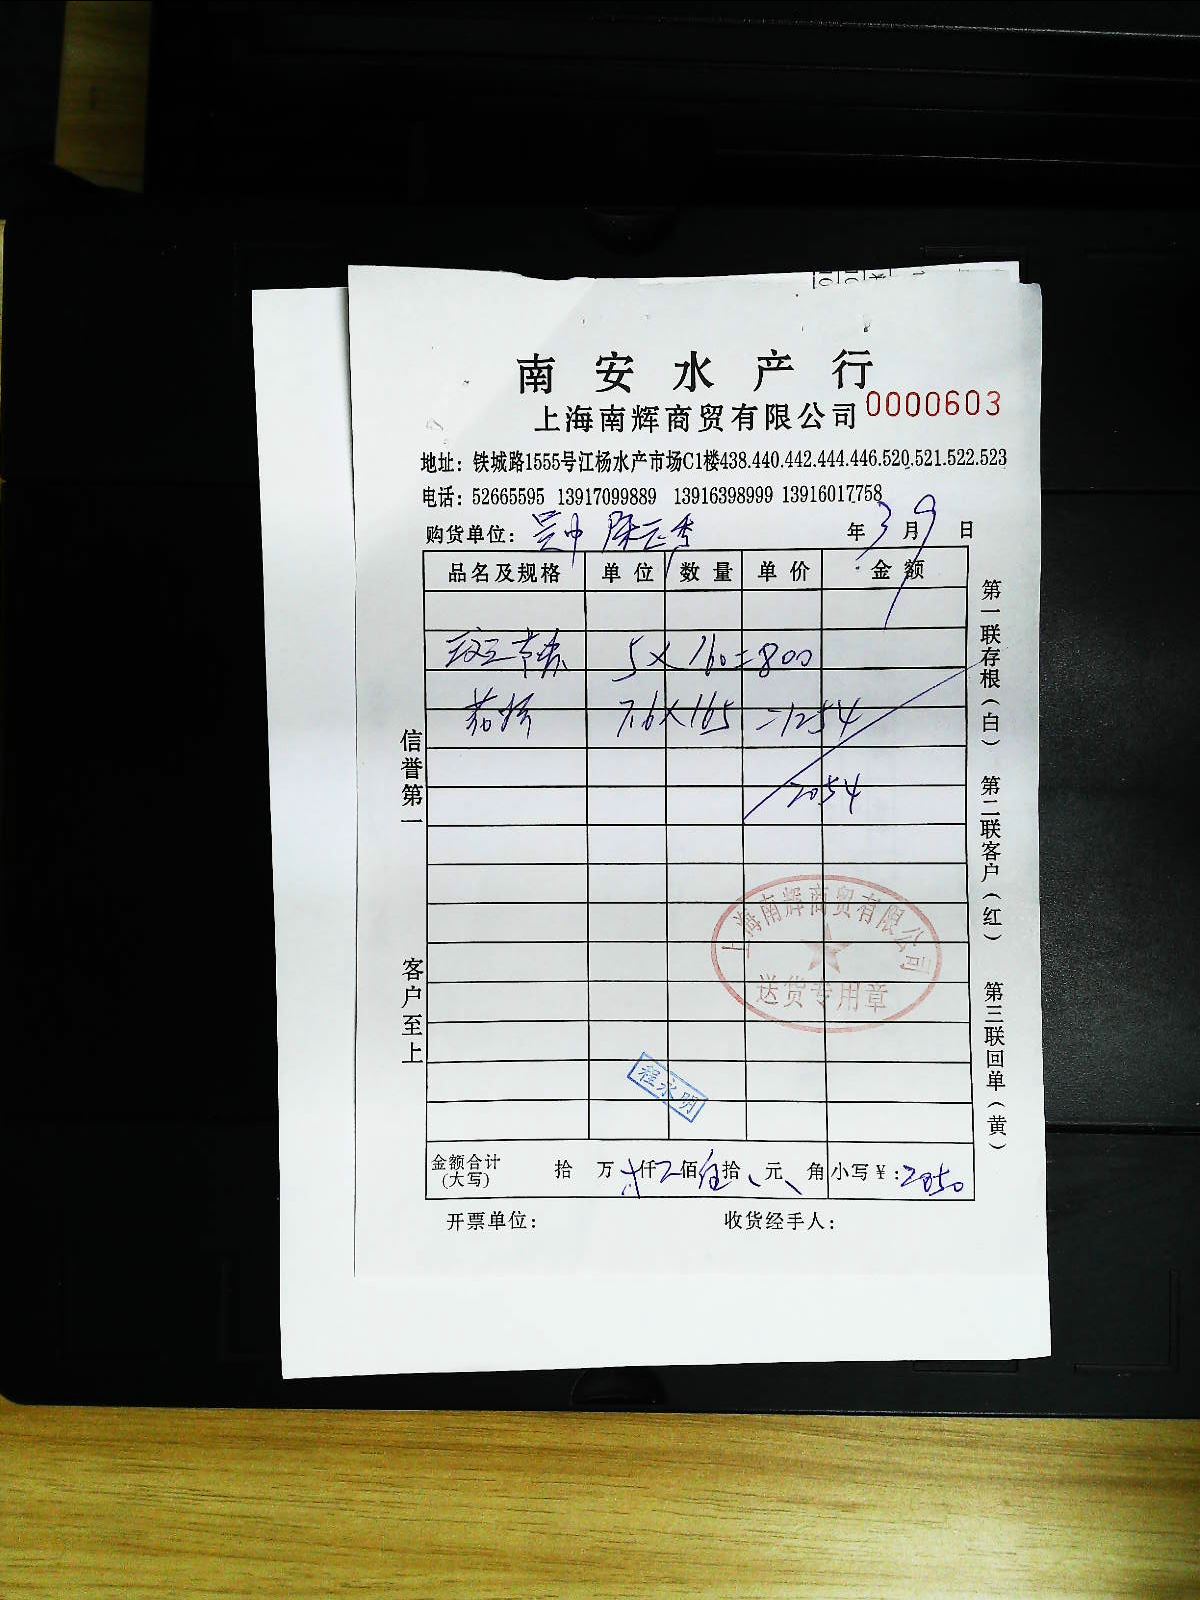 南安水产行
上海南辉商贸有限公司 0000603
地址：铁城路1555号江杨水产市场C1楼438.440.442.444.446.520.521.522.523
电话：52665595 13917099889 13916398999 13916017758
购货单位：吴中 年3月9日
品名及规格 单位 数量 单价 金额
5×160=800
7.6×165=1254
2054
上海南辉商贸有限公司
送货专用章
程永明
金额合计(大写) 拾 万 仟 佰 拾 元 角 小写￥：2050
开票单位： 收货经手人：
信誉第一
客户至上
第一联存根（白）
第二联客户（红）
第三联回单（黄）